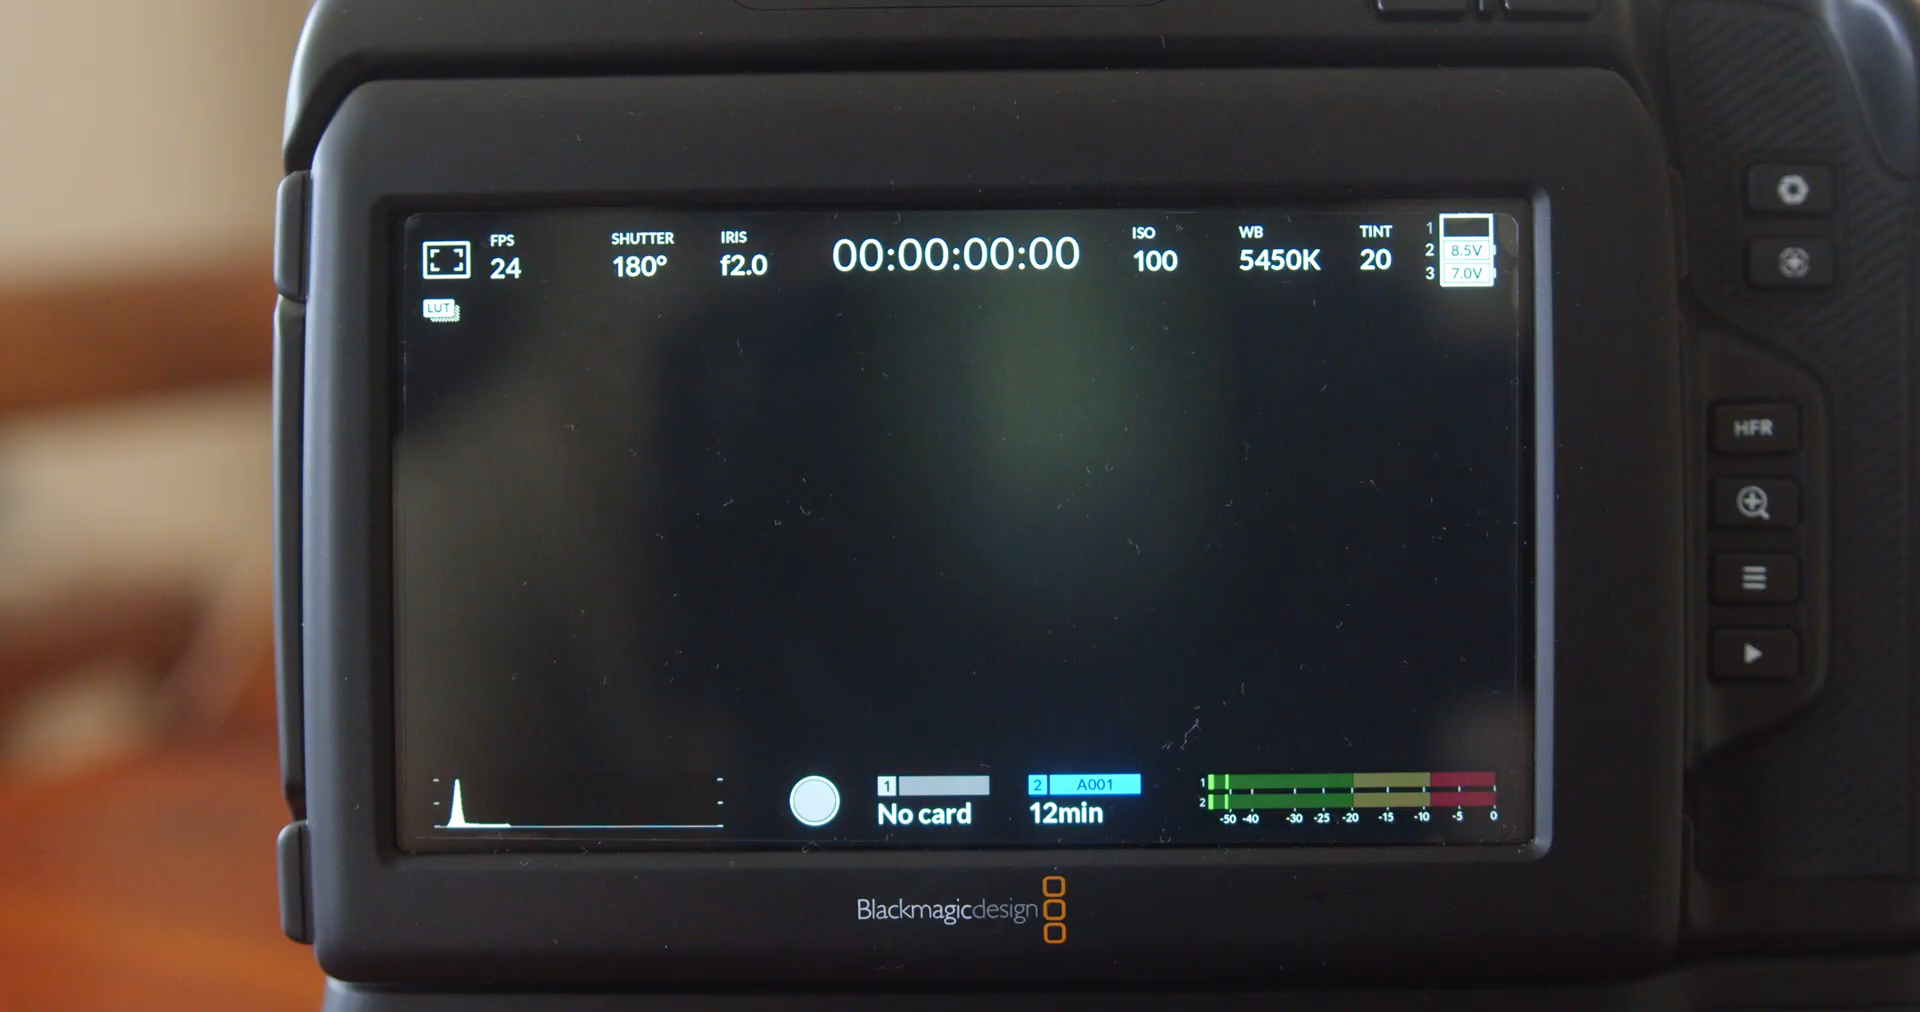 FPS
24
SHUTTER
180°
IRIS
f2.0
00:00:00:00
ISO
100
WB
5450K
TINT
20
1
2 8.5V
3 7.0V
LUT
HFR
1
No card
2 A001
12min
1
2
-50 -40 -30 -25 -20 -15 -10 -5 0
Blackmagicdesign